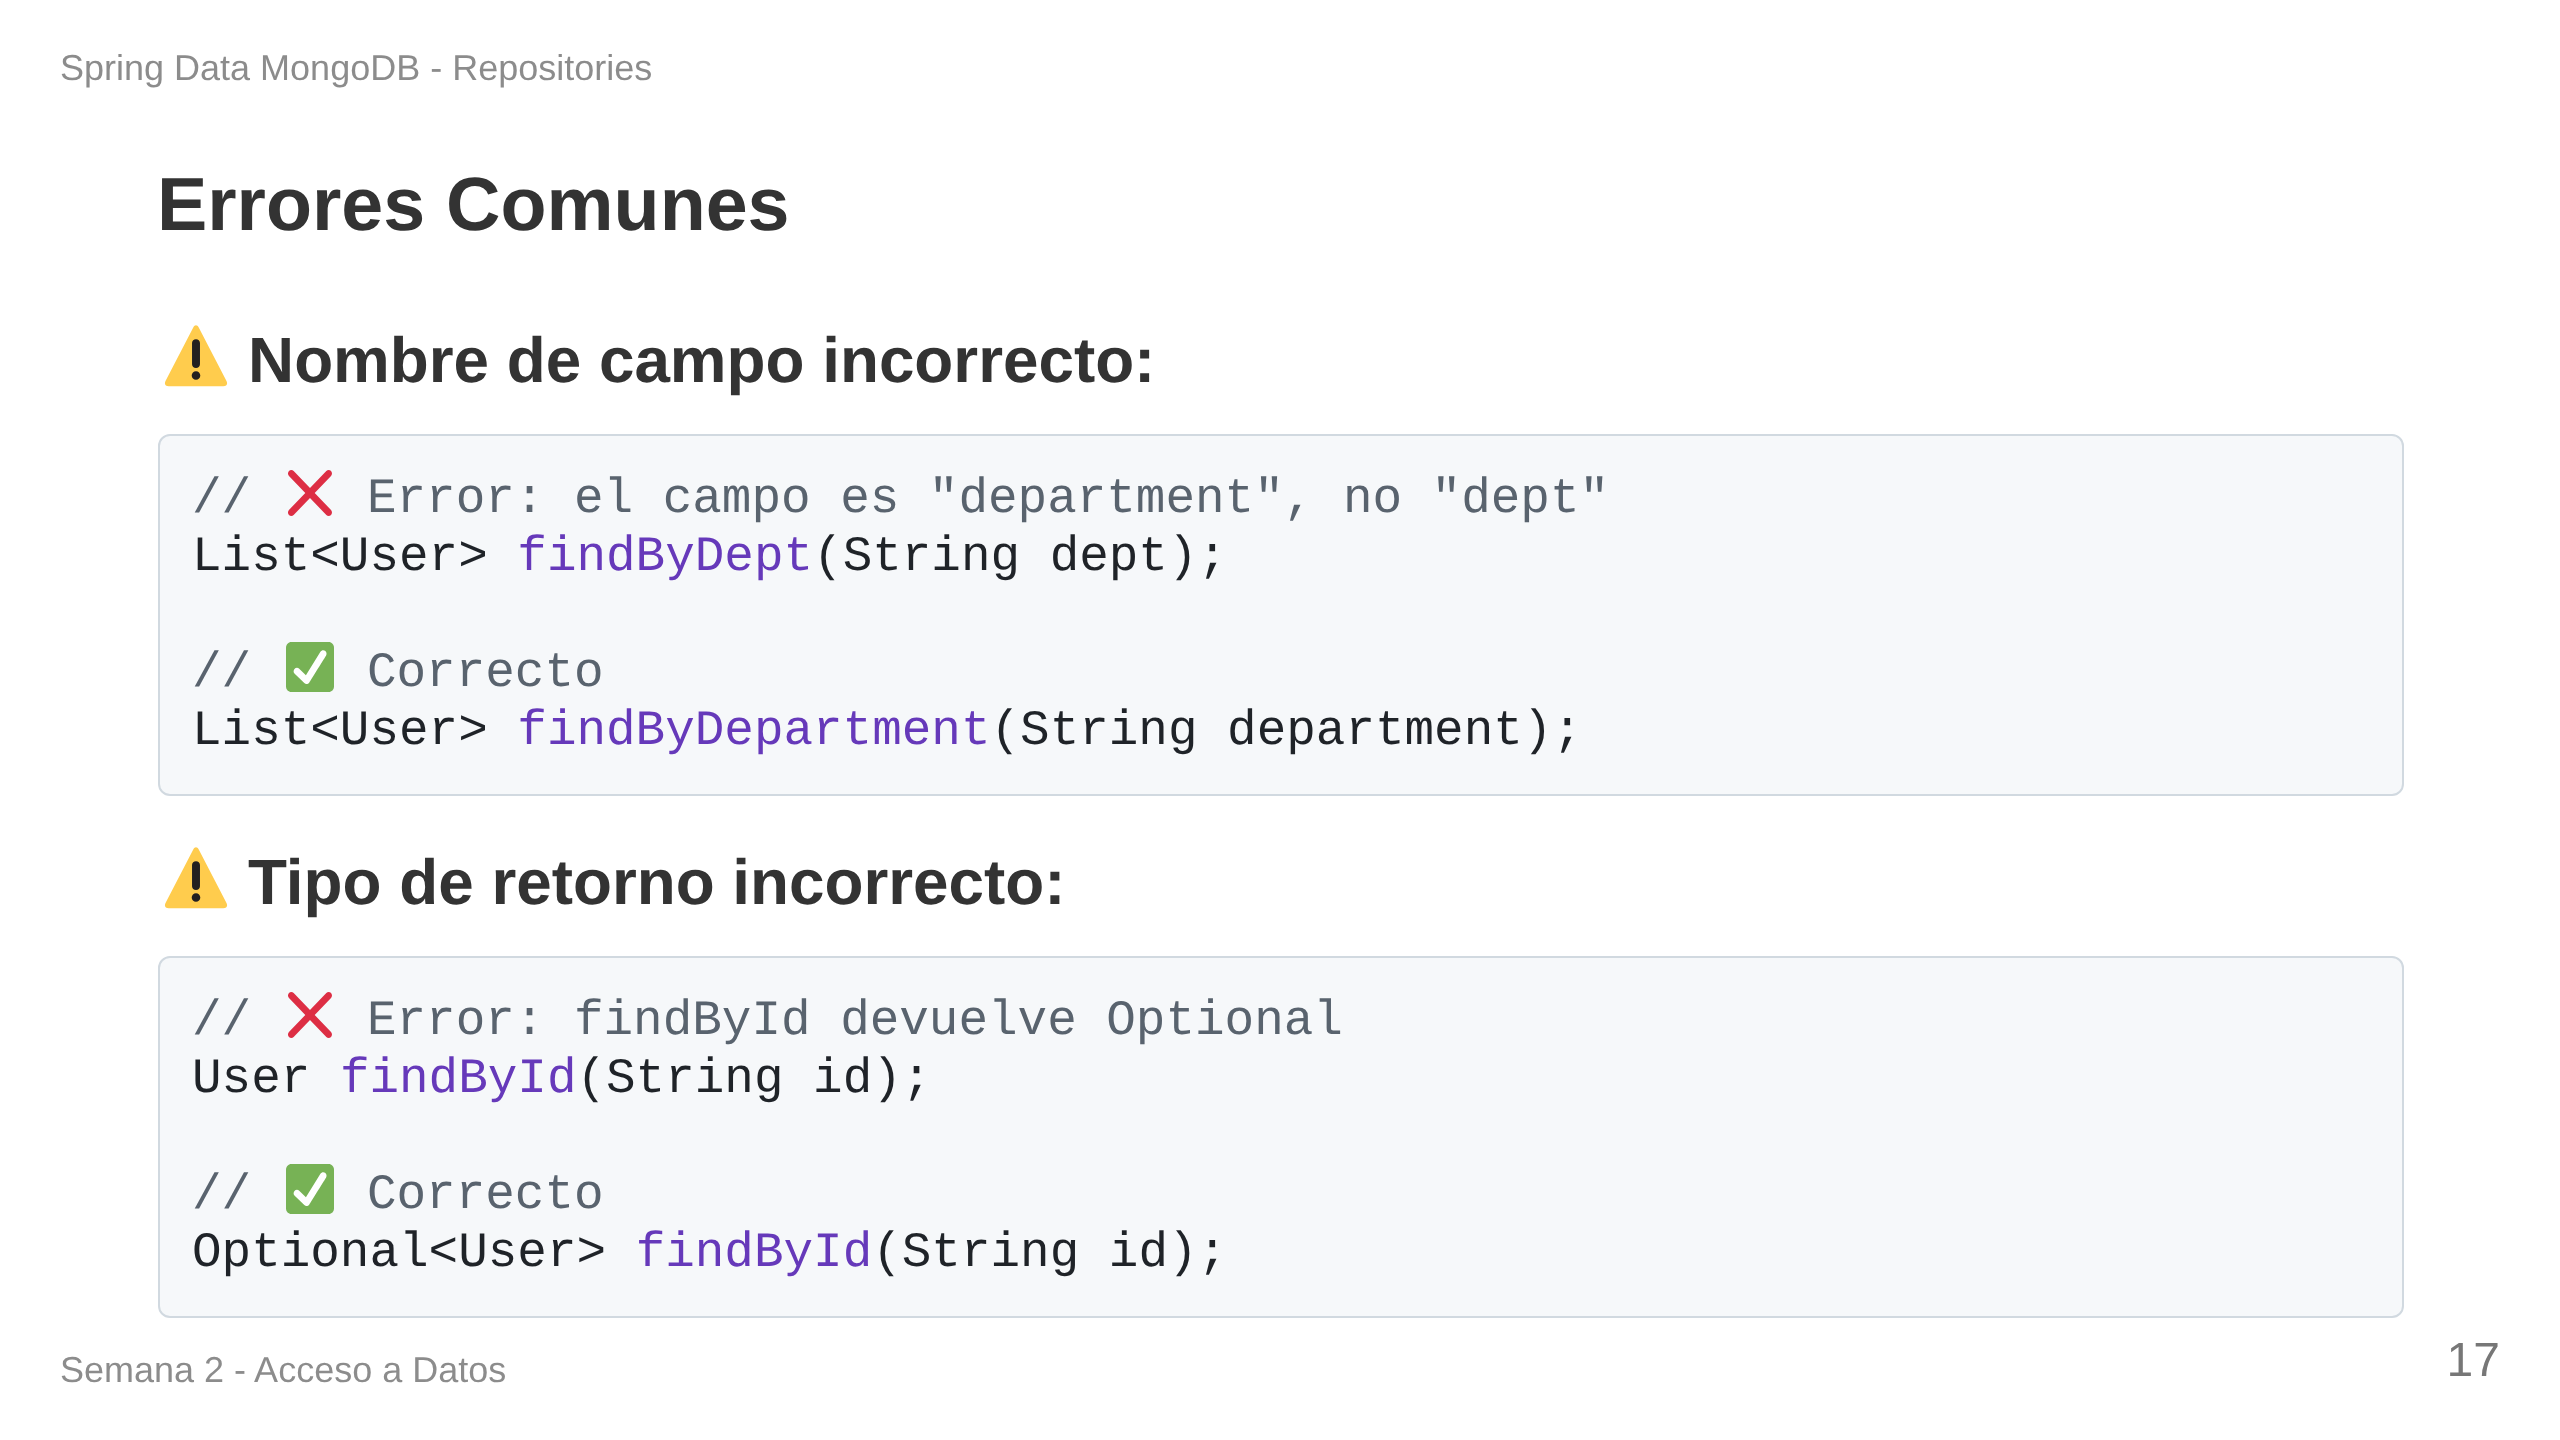 Spring Data MongoDB - Repositories
Errores Comunes
⚠️ Nombre de campo incorrecto:
// ❌ Error: el campo es "department", no "dept"
List<User> findByDept(String dept);
// ✅ Correcto
List<User> findByDepartment(String department);
⚠️ Tipo de retorno incorrecto:
// ❌ Error: findById devuelve Optional
User findById(String id);
// ✅ Correcto
Optional<User> findById(String id);
Semana 2 - Acceso a Datos
17